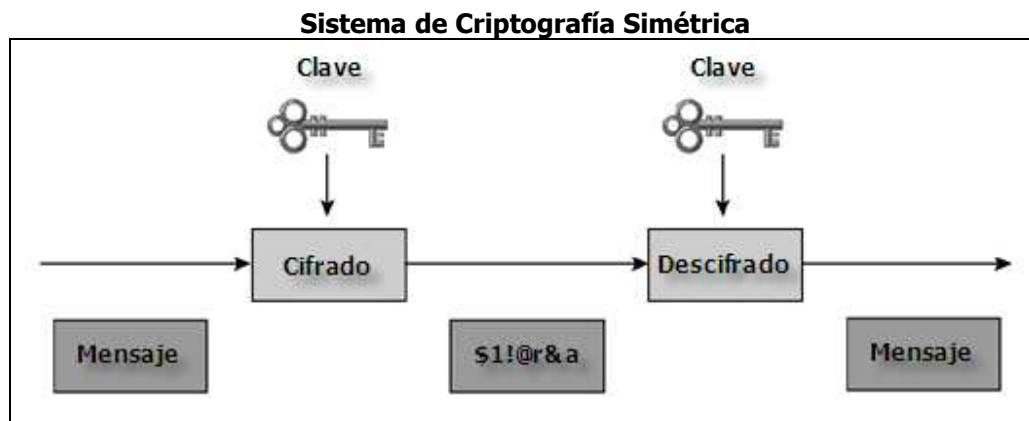 Sistema de Criptografía Simétrica
Clave
Clave
Cifrado
Descifrado
Mensaje
$1!@r&a
Mensaje